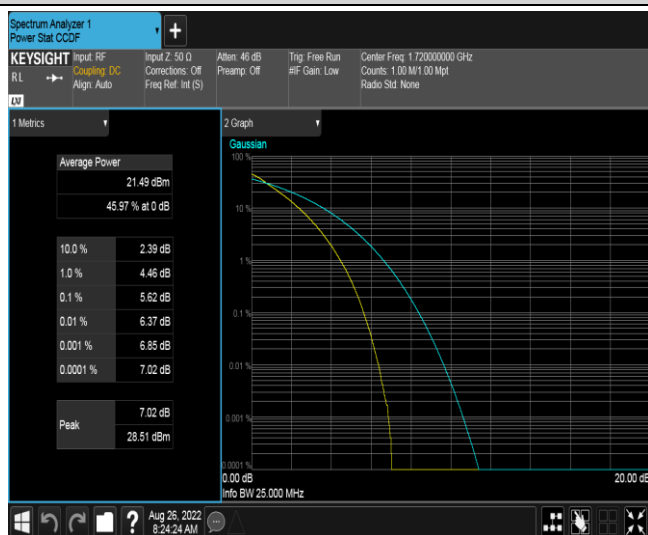 Spectrum Analyzer 1
Power Stat CCDF
+
KEYSIGHT
RL
LXI
Input: RF
Coupling: DC
Align: Auto
Input Z: 50 Ω
Corrections: Off
Freq Ref: Int (S)
Atten: 46 dB
Preamp: Off
Trig: Free Run
#IF Gain: Low
Center Freq: 1.720000000 GHz
Counts: 1.00 M/1.00 Mpt
Radio Std: None
1 Metrics
Average Power
21.49 dBm
45.97 % at 0 dB
10.0 % 2.39 dB
1.0 % 4.46 dB
0.1 % 5.62 dB
0.01 % 6.37 dB
0.001 % 6.85 dB
0.0001 % 7.02 dB
Peak
7.02 dB
28.51 dBm
2 Graph
Gaussian
100 %
10 %
1 %
0.1 %
0.01 %
0.001 %
0.0001 %
0.00 dB 20.00 dB
Info BW 25.000 MHz
?
Aug 26, 2022
8:24:24 AM